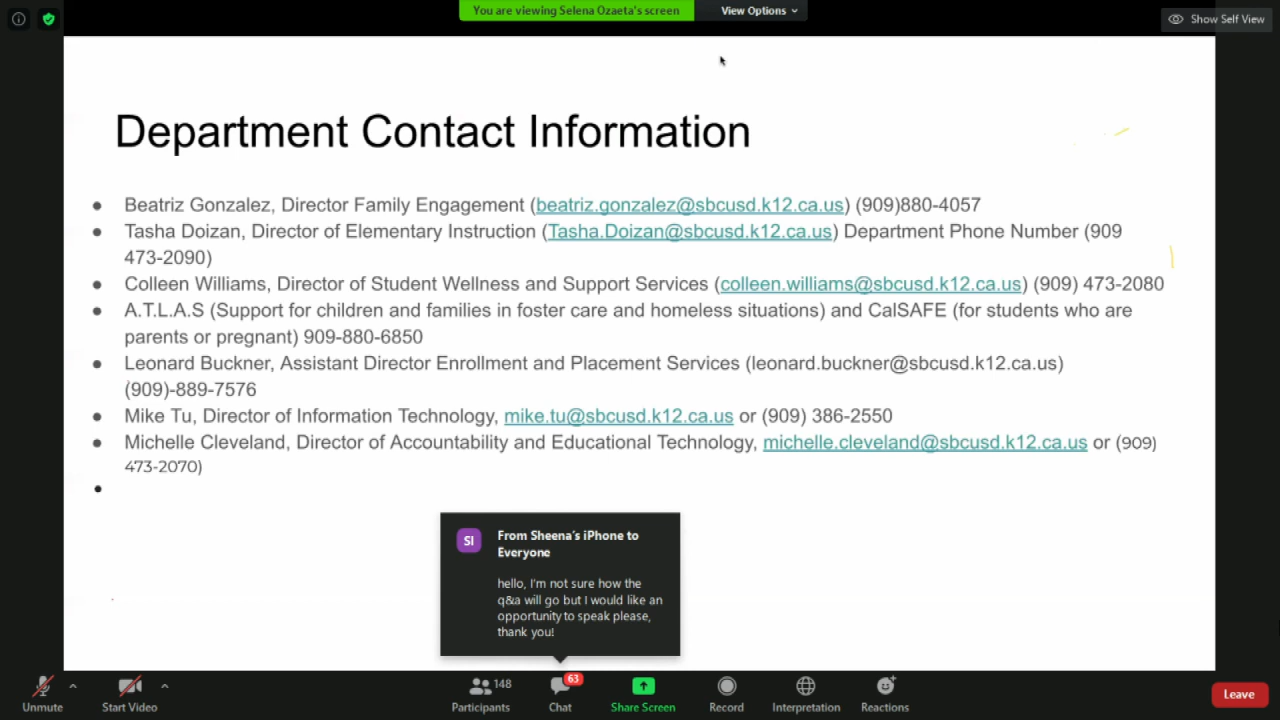 You are viewing Selena Ozaeta's screen
View Options
Show Self View
Department Contact Information
Beatriz Gonzalez, Director Family Engagement (beatriz.gonzalez@sbcusd.k12.ca.us) (909)880-4057
Tasha Doizan, Director of Elementary Instruction (Tasha.Doizan@sbcusd.k12.ca.us) Department Phone Number (909
473-2090)
Colleen Williams, Director of Student Wellness and Support Services (colleen.williams@sbcusd.k12.ca.us) (909) 473-2080
A.T.L.A.S (Support for children and families in foster care and homeless situations) and CalSAFE (for students who are
parents or pregnant) 909-880-6850
Leonard Buckner, Assistant Director Enrollment and Placement Services (leonard.buckner@sbcusd.k12.ca.us)
(909)-889-7576
Mike Tu, Director of Information Technology, mike.tu@sbcusd.k12.ca.us or (909) 386-2550
Michelle Cleveland, Director of Accountability and Educational Technology, michelle.cleveland@sbcusd.k12.ca.us or (909)
473-2070)
SI
From Sheena's iPhone to
Everyone
hello, I'm not sure how the
q&a will go but I would like an
opportunity to speak please,
thank you!
148
63
Unmute
Start Video
Participants
Chat
Share Screen
Record
Interpretation
Reactions
Leave